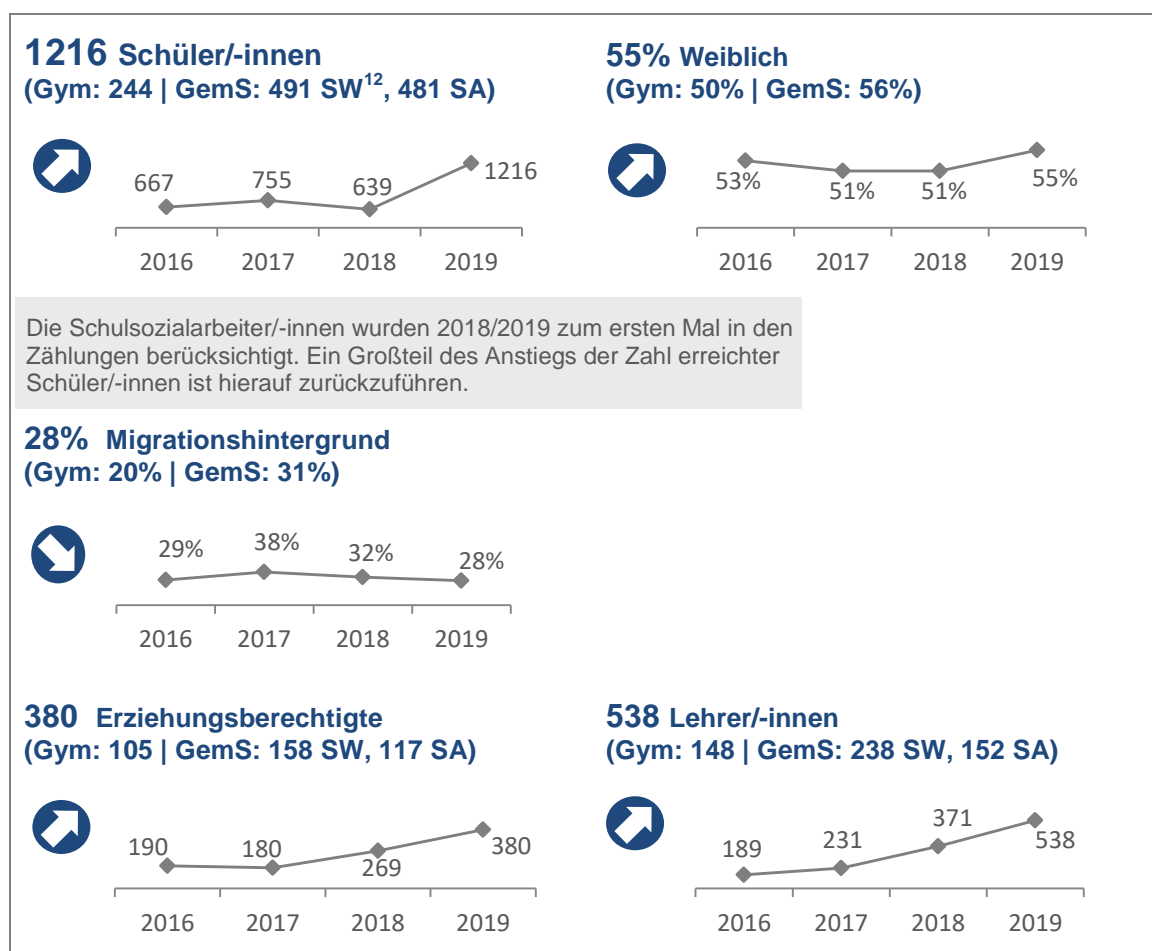 1216 Schüler/-innen
(Gym: 244 | GemS: 491 SW12, 481 SA)
667
755
639
1216
2016 2017 2018 2019
55% Weiblich
(Gym: 50% | GemS: 56%)
53%
51%
51%
55%
2016 2017 2018 2019
Die Schulsozialarbeiter/-innen wurden 2018/2019 zum ersten Mal in den
Zählungen berücksichtigt. Ein Großteil des Anstiegs der Zahl erreichter
Schüler/-innen ist hierauf zurückzuführen.
28% Migrationshintergrund
(Gym: 20% | GemS: 31%)
29%
38%
32%
28%
2016 2017 2018 2019
380 Erziehungsberechtigte
(Gym: 105 | GemS: 158 SW, 117 SA)
190
180
269
380
2016 2017 2018 2019
538 Lehrer/-innen
(Gym: 148 | GemS: 238 SW, 152 SA)
189
231
371
538
2016 2017 2018 2019